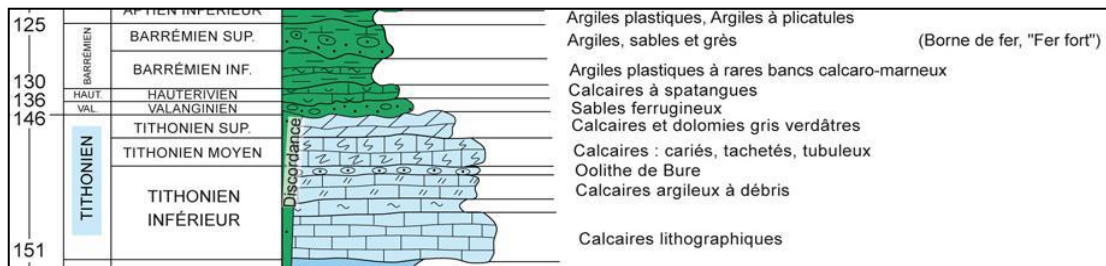 APTIEN INFÉRIEUR Argiles plastiques, Argiles à plicatules
125
BARRÉMIEN
BARRÉMIEN SUP. Argiles, sables et grès (Borne de fer, "Fer fort")
BARRÉMIEN INF. Argiles plastiques à rares bancs calcaro-marneux
130
HAUT. HAUTERIVIEN Calcaires à spatangues
136
VAL. VALANGINIEN Sables ferrugineux
146
TITHONIEN
Discordance
TITHONIEN SUP. Calcaires et dolomies gris verdâtres
TITHONIEN MOYEN Calcaires : cariés, tachetés, tubuleux
Oolithe de Bure
TITHONIEN Calcaires argileux à débris
INFÉRIEUR
Calcaires lithographiques
151